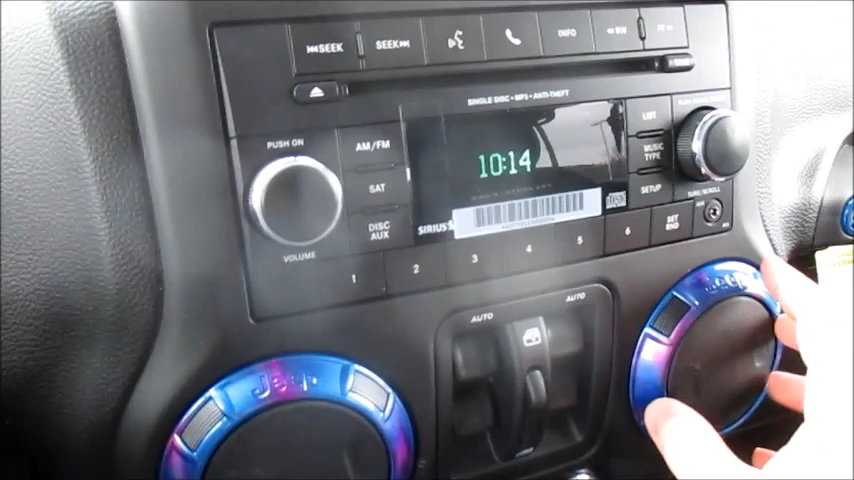 SEEK
SEEK
INFO
RW
FF
SINGLE DISC • MP3 • ANTI-THEFT
PUSH ON
AM/FM
SAT
DISC
AUX
VOLUME
10:14
SIRIUS
LIST
MUSIC
TYPE
SETUP
TUNE/SCROLL
1
2
3
4
5
6
SET
RND
AUX
AUTO
AUTO
Jeep
Jeep